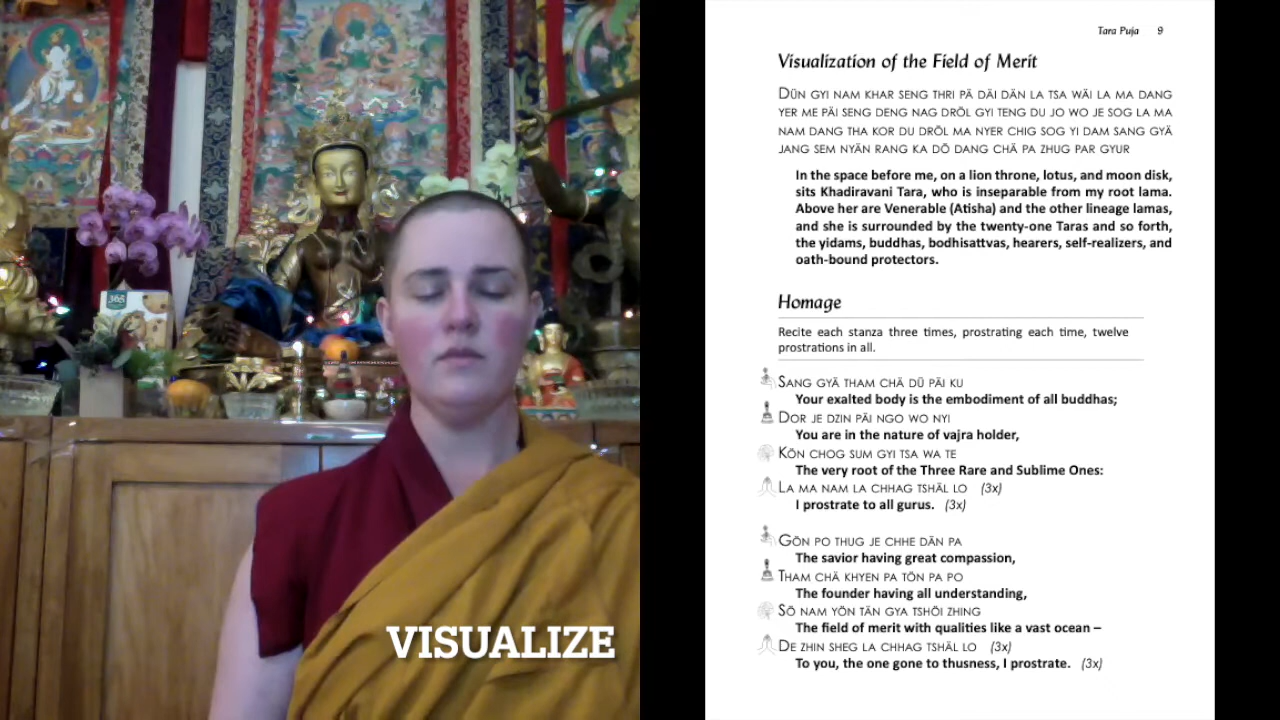 365
VISUALIZE
Tara Puja 9
Visualization of the Field of Merit
DÜN GYI NAM KHAR SENG THRI PÄ DÄI DÄN LA TSA WÄI LA MA DANG
YER ME PÄI SENG DENG NAG DRÖL GYI TENG DU JO WO JE SOG LA MA
NAM DANG THA KOR DU DRÖL MA NYER CHIG SOG YI DAM SANG GYÄ
JANG SEM NYÄN RANG KA DÖ DANG CHÄ PA ZHUG PAR GYUR
In the space before me, on a lion throne, lotus, and moon disk,
sits Khadiravani Tara, who is inseparable from my root lama.
Above her are Venerable (Atisha) and the other lineage lamas,
and she is surrounded by the twenty-one Taras and so forth,
the yidams, buddhas, bodhisattvas, hearers, self-realizers, and
oath-bound protectors.
Homage
Recite each stanza three times, prostrating each time, twelve
prostrations in all.
SANG GYÄ THAM CHÄ DÜ PÄI KU
Your exalted body is the embodiment of all buddhas;
DOR JE DZIN PÄI NGO WO NYI
You are in the nature of vajra holder,
KÖN CHOG SUM GYI TSA WA TE
The very root of the Three Rare and Sublime Ones:
LA MA NAM LA CHHAG TSHÄL LO (3x)
I prostrate to all gurus. (3x)
GÖN PO THUG JE CHHE DÄN PA
The savior having great compassion,
THAM CHÄ KHYEN PA TÖN PA PO
The founder having all understanding,
SÖ NAM YÖN TÄN GYA TSHÖI ZHING
The field of merit with qualities like a vast ocean –
DE ZHIN SHEG LA CHHAG TSHÄL LO (3x)
To you, the one gone to thusness, I prostrate. (3x)